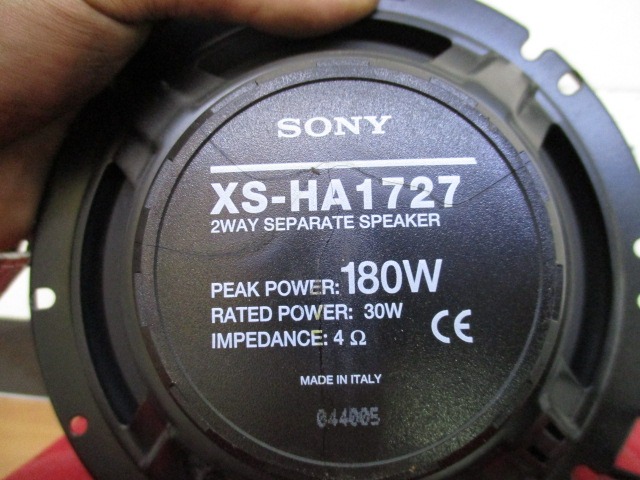 SONY
XS-HA1727
2WAY SEPARATE SPEAKER
PEAK POWER: 180W
RATED POWER: 30W
IMPEDANCE: 4 Ω
CE
MADE IN ITALY
044005